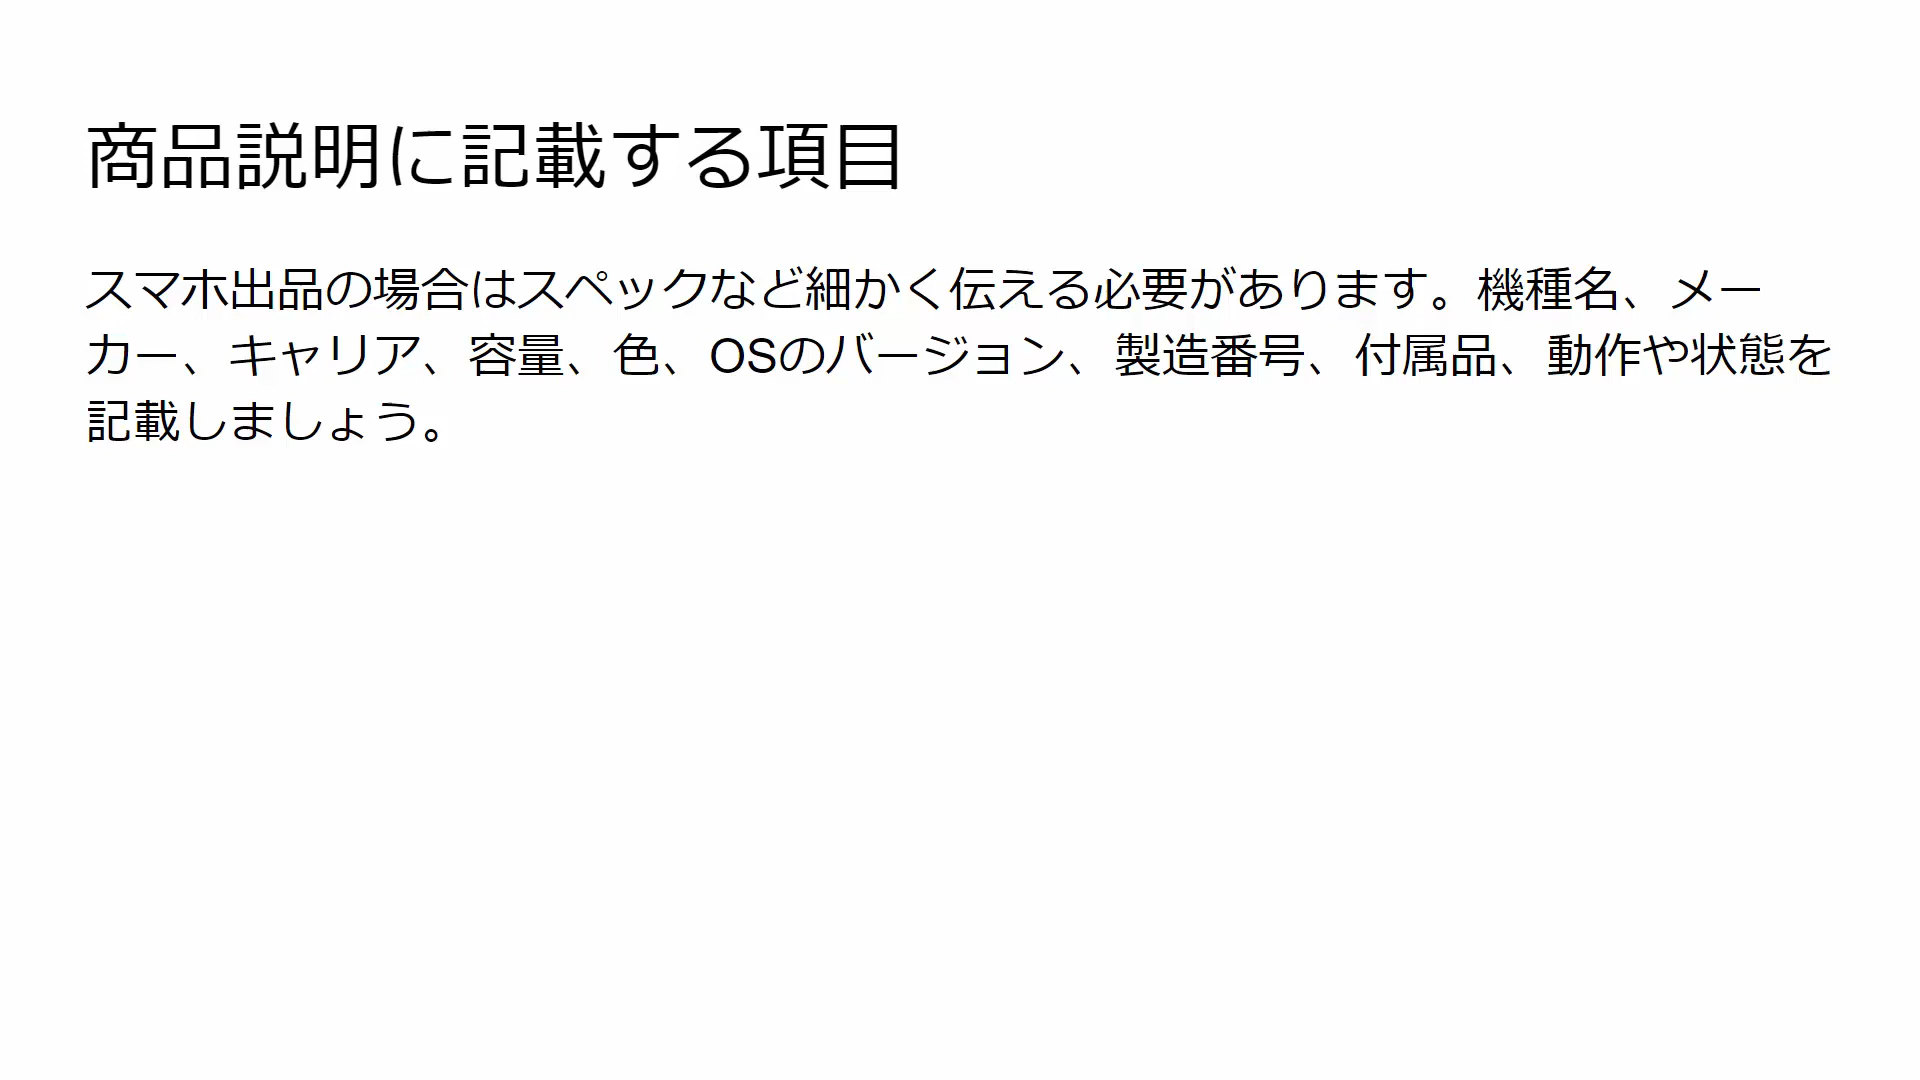 商品説明に記載する項目
スマホ出品の場合はスペックなど細かく伝える必要があります。機種名、メー
カー、キャリア、容量、色、OSのバージョン、製造番号、付属品、動作や状態を
記載しましょう。